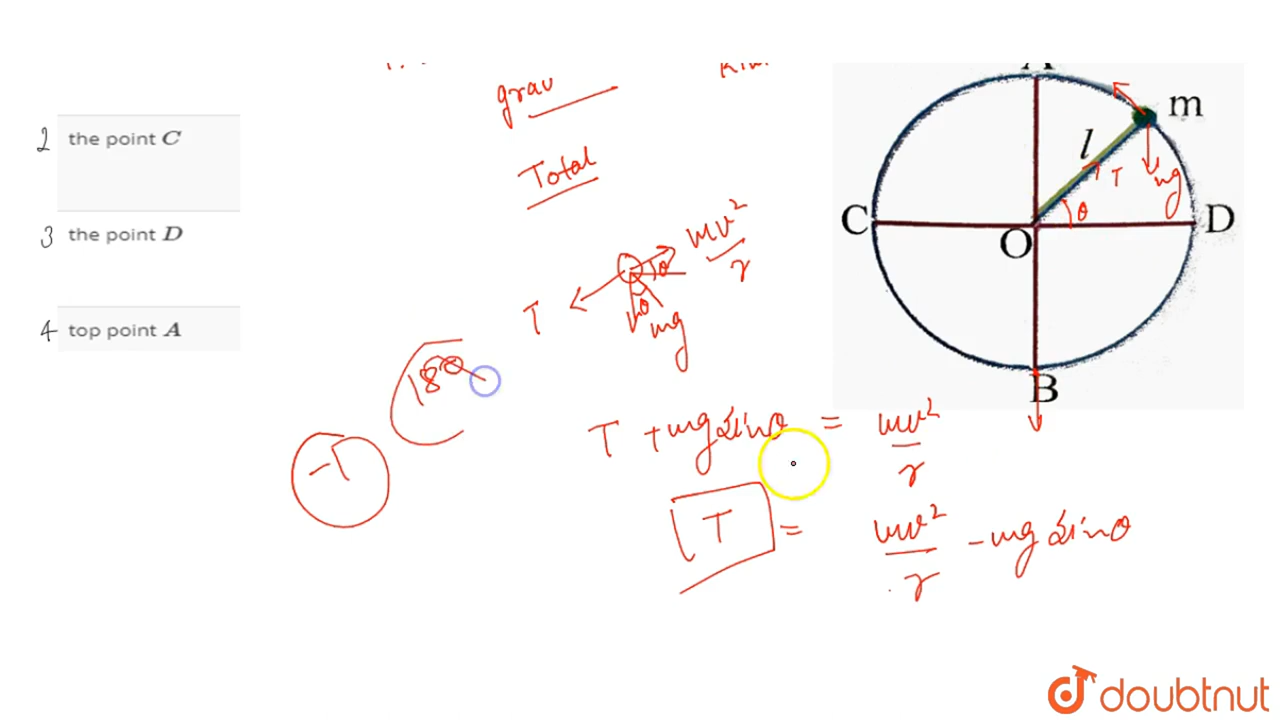 grav
Total
2 the point C
3 the point D
4 top point A
A
m
l
T
mg
θ
C
O
D
B
mv²/r
θ
T
θ
mg
180
-1
T + mg sinθ = mv²/r
T = mv²/r - mg sinθ
doubtnut